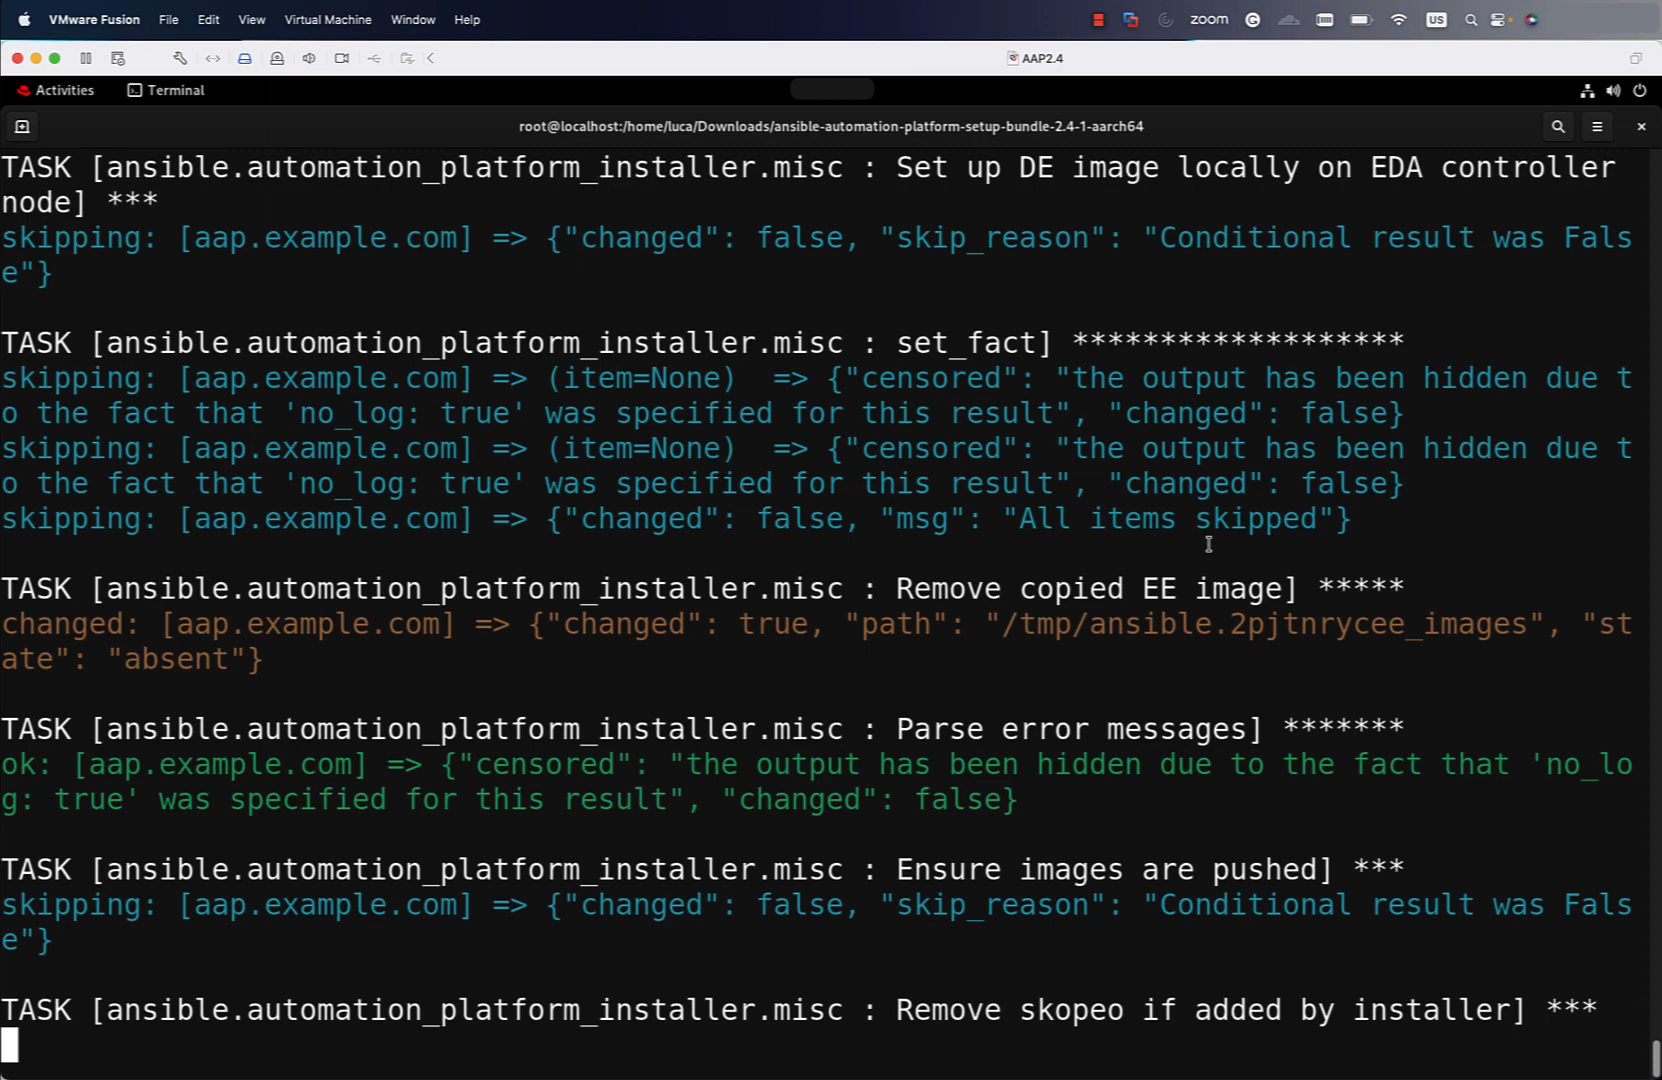 VMware Fusion File Edit View Virtual Machine Window Help zoom US
AAP2.4
Activities Terminal
root@localhost:/home/luca/Downloads/ansible-automation-platform-setup-bundle-2.4-1-aarch64
TASK [ansible.automation_platform_installer.misc : Set up DE image locally on EDA controller
node] ***
skipping: [aap.example.com] => {"changed": false, "skip_reason": "Conditional result was Fals
e"}
TASK [ansible.automation_platform_installer.misc : set_fact] *******************
skipping: [aap.example.com] => (item=None)  => {"censored": "the output has been hidden due t
o the fact that 'no_log: true' was specified for this result", "changed": false}
skipping: [aap.example.com] => (item=None)  => {"censored": "the output has been hidden due t
o the fact that 'no_log: true' was specified for this result", "changed": false}
skipping: [aap.example.com] => {"changed": false, "msg": "All items skipped"}
TASK [ansible.automation_platform_installer.misc : Remove copied EE image] *****
changed: [aap.example.com] => {"changed": true, "path": "/tmp/ansible.2pjtnrycee_images", "st
ate": "absent"}
TASK [ansible.automation_platform_installer.misc : Parse error messages] *******
ok: [aap.example.com] => {"censored": "the output has been hidden due to the fact that 'no_lo
g: true' was specified for this result", "changed": false}
TASK [ansible.automation_platform_installer.misc : Ensure images are pushed] ***
skipping: [aap.example.com] => {"changed": false, "skip_reason": "Conditional result was Fals
e"}
TASK [ansible.automation_platform_installer.misc : Remove skopeo if added by installer] ***